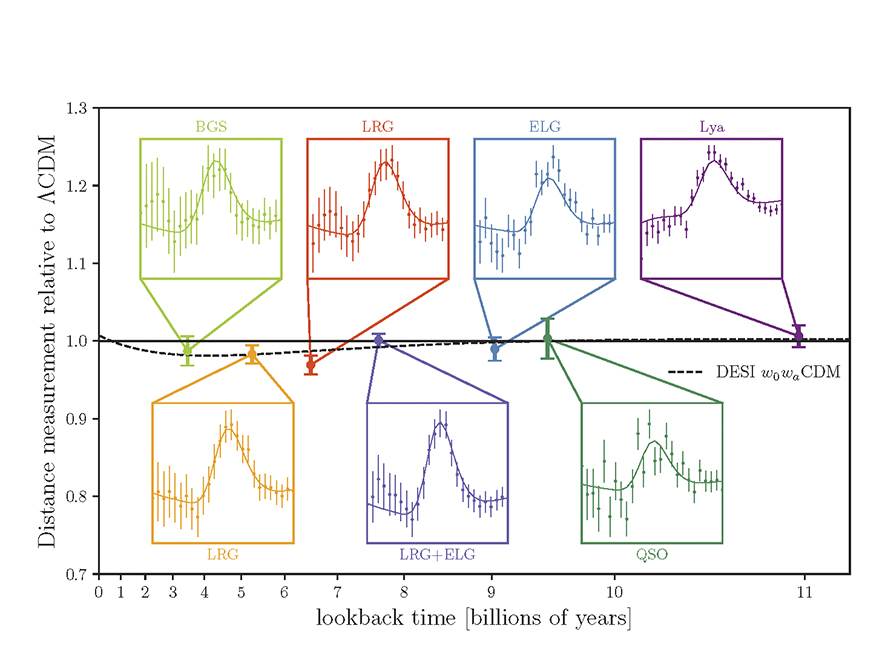 1.3
1.2
1.1
1.0
0.9
0.8
0.7
Distance measurement relative to ΛCDM
BGS
LRG
ELG
Lya
DESI w₀wₐCDM
LRG
LRG+ELG
QSO
0 1 2 3 4 5 6 7 8 9 10 11
lookback time [billions of years]